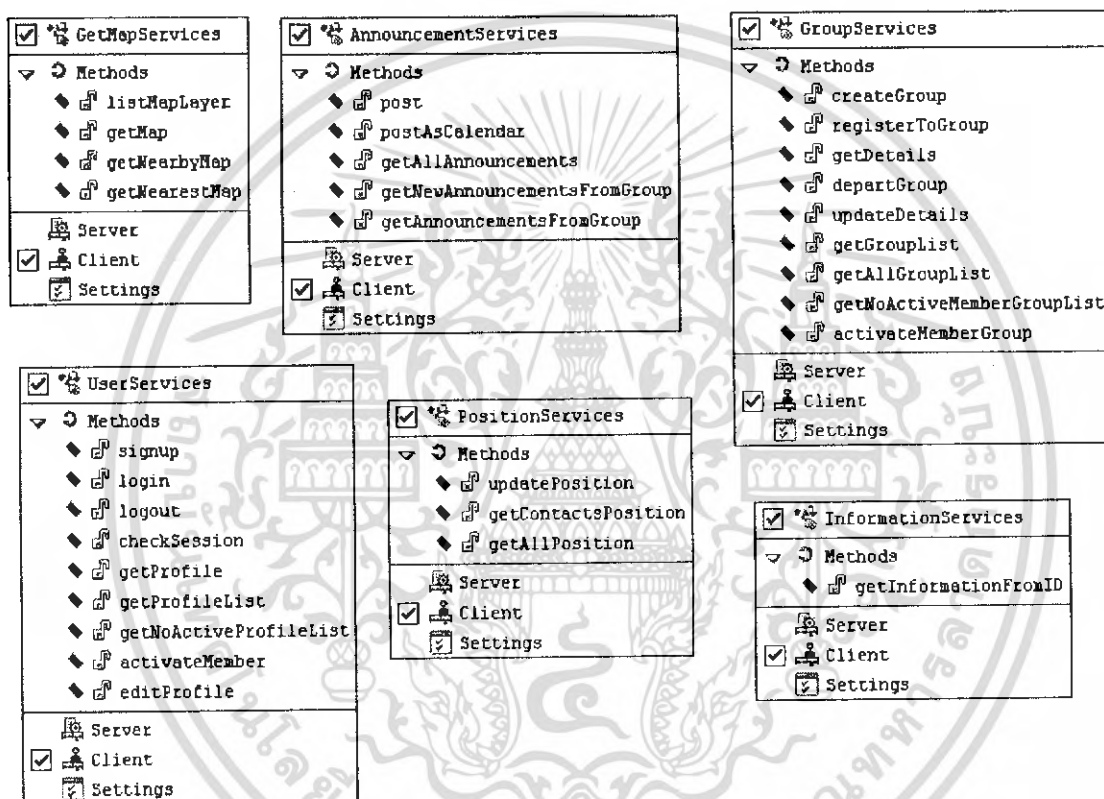 GetMapServices
Methods
listMapLayer
getMap
getNearbyMap
getNearestMap
Server
Client
Settings
AnnouncementServices
Methods
post
postAsCalendar
getAllAnnouncements
getNewAnnouncementsFromGroup
getAnnouncementsFromGroup
Server
Client
Settings
GroupServices
Methods
createGroup
registerToGroup
getDetails
departGroup
updateDetails
getGroupList
getAllGroupList
getNoActiveMemberGroupList
activateMemberGroup
Server
Client
Settings
UserServices
Methods
signup
login
logout
checkSession
getProfile
getProfileList
getNoActiveProfileList
activateMember
editProfile
Server
Client
Settings
PositionServices
Methods
updatePosition
getContactsPosition
getAllPosition
Server
Client
Settings
InformationServices
Methods
getInformationFromID
Server
Client
Settings